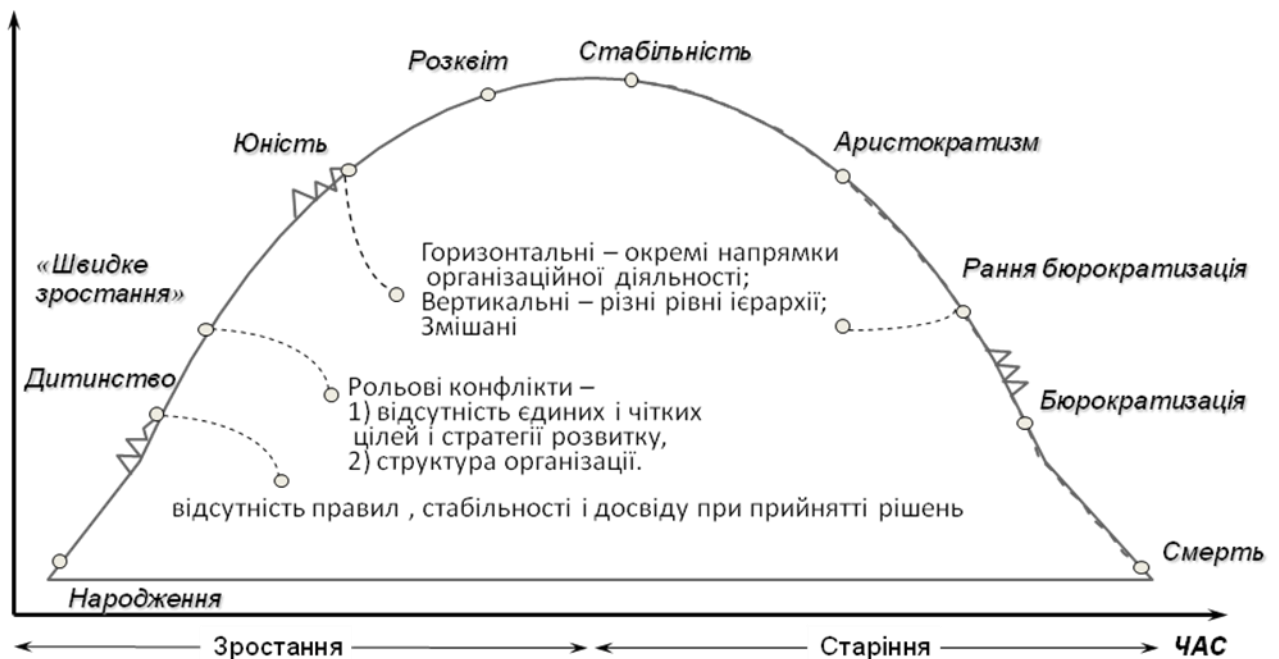 Стабільність
Розквіт
Юність
Аристократизм
Горизонтальні – окремі напрямки
організаційної діяльності;
Вертикальні – різні рівні ієрархії;
Змішані
«Швидке
зростання»
Рання бюрократизація
Дитинство
Рольові конфлікти –
1) відсутність єдиних і чітких
цілей і стратегії розвитку,
2) структура організації.
Бюрократизація
відсутність правил , стабільності і досвіду при прийнятті рішень
Смерть
Народження
Зростання
Старіння
ЧАС